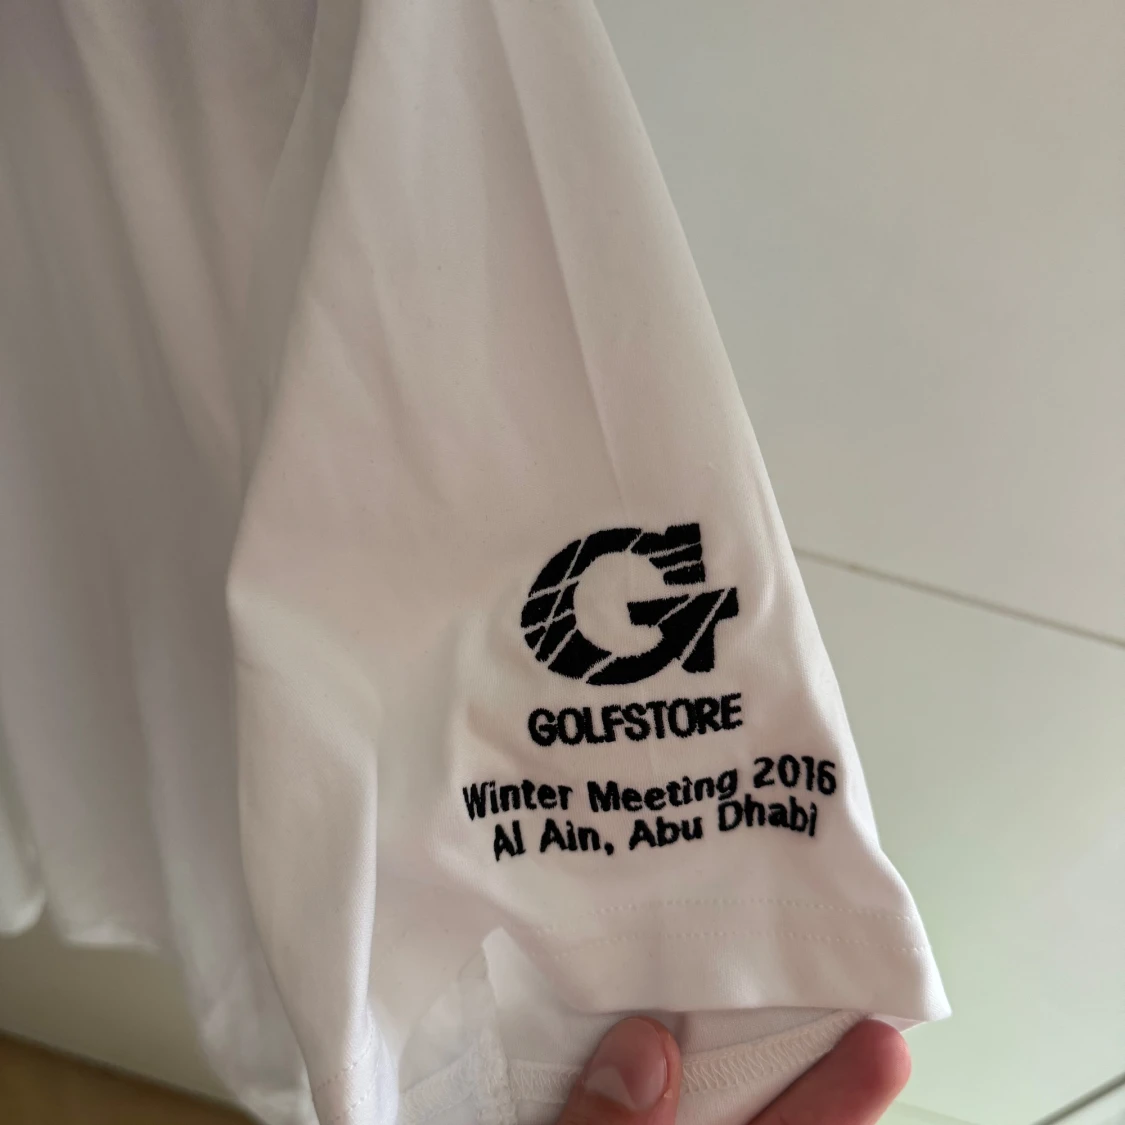 G
GOLFSTORE
Winter Meeting 2016
Al Ain, Abu Dhabi